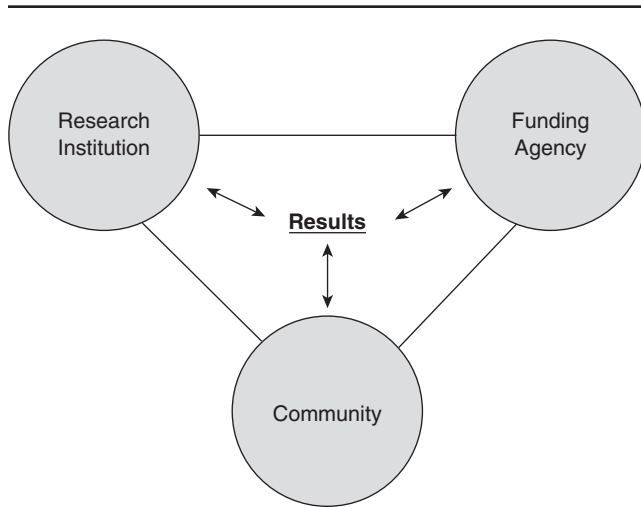 Research
Institution
Funding
Agency
Results
Community